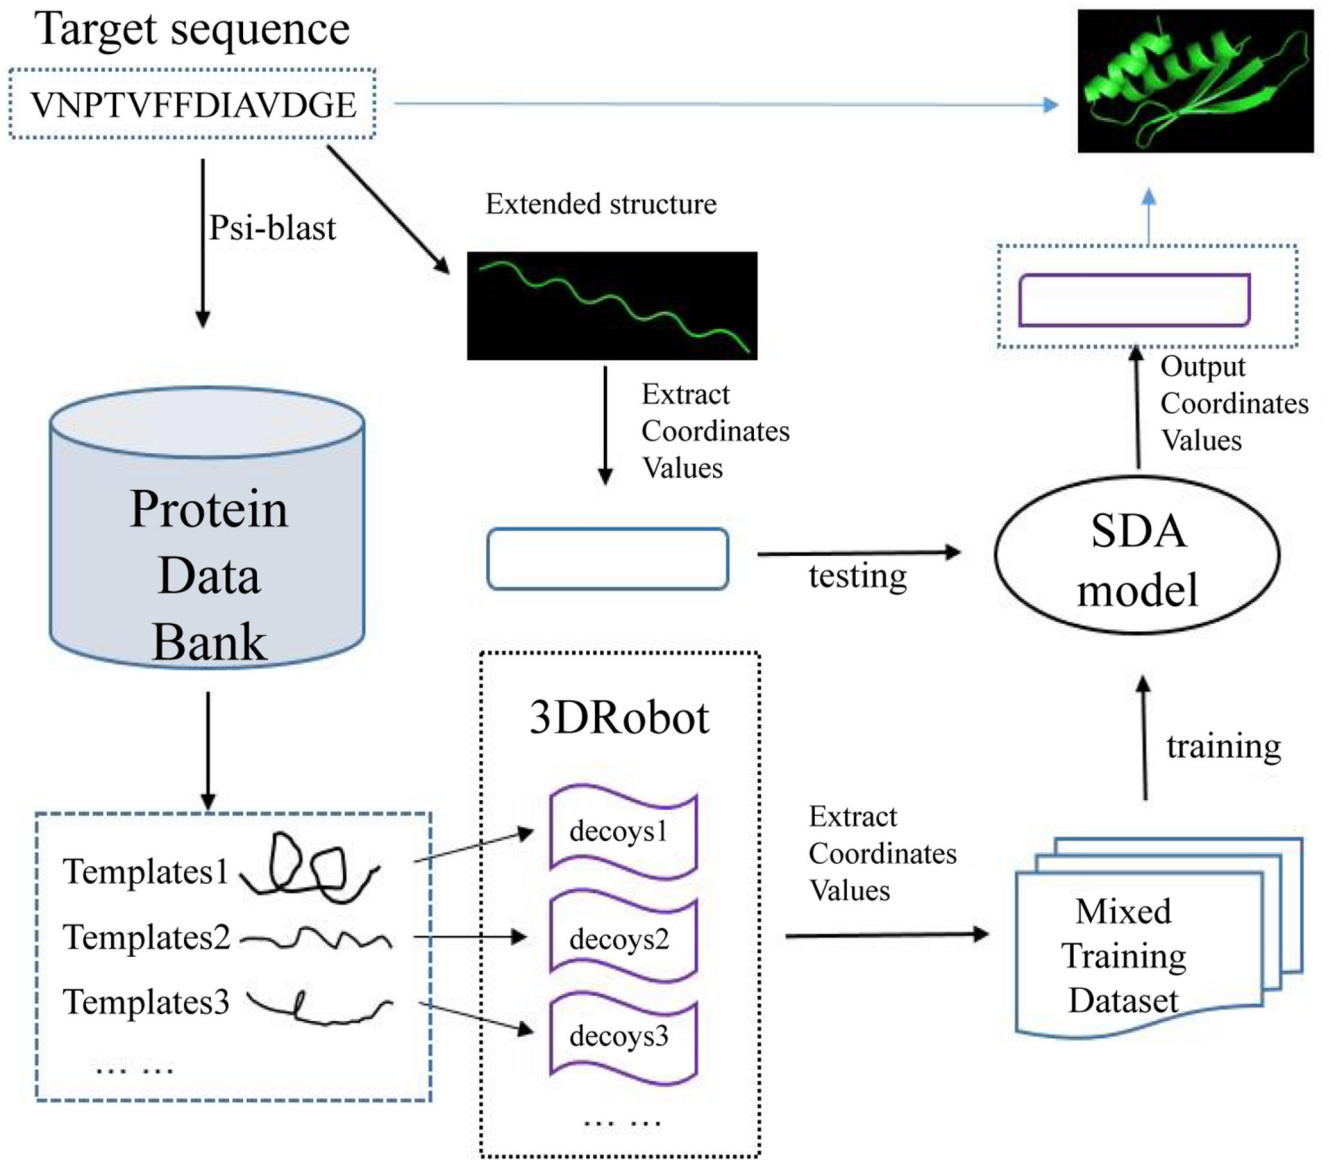 Target sequence
VNPTVFFDIAVDGE
Psi-blast
Extended structure
Extract
Coordinates
Values
Output
Coordinates
Values
Protein
Data
Bank
testing
SDA
model
training
3DRobot
Templates1
Templates2
Templates3
... ...
decoys1
decoys2
decoys3
... ...
Extract
Coordinates
Values
Mixed
Training
Dataset